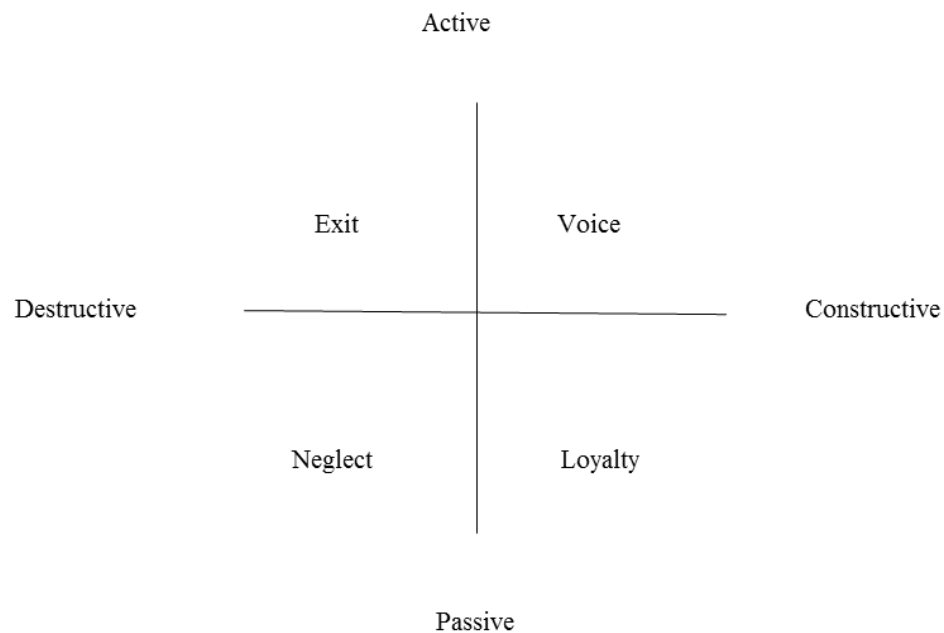 Active
Exit Voice
Destructive Constructive
Neglect Loyalty
Passive